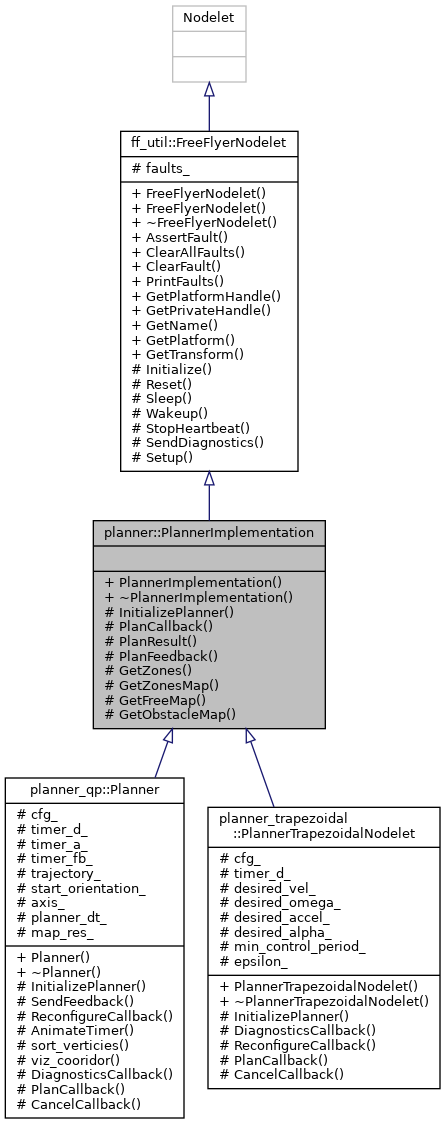 Nodelet
ff_util::FreeFlyerNodelet
# faults_
+ FreeFlyerNodelet()
+ FreeFlyerNodelet()
+ ~FreeFlyerNodelet()
+ AssertFault()
+ ClearAllFaults()
+ ClearFault()
+ PrintFaults()
+ GetPlatformHandle()
+ GetPrivateHandle()
+ GetName()
+ GetPlatform()
+ GetTransform()
# Initialize()
# Reset()
# Sleep()
# Wakeup()
# StopHeartbeat()
# SendDiagnostics()
# Setup()
planner::PlannerImplementation
+ PlannerImplementation()
+ ~PlannerImplementation()
# InitializePlanner()
# PlanCallback()
# PlanResult()
# PlanFeedback()
# GetZones()
# GetZonesMap()
# GetFreeMap()
# GetObstacleMap()
planner_qp::Planner
# cfg_
# timer_d_
# timer_a_
# timer_fb_
# trajectory_
# start_orientation_
# axis_
# planner_dt_
# map_res_
+ Planner()
+ ~Planner()
# InitializePlanner()
# SendFeedback()
# ReconfigureCallback()
# AnimateTimer()
# sort_verticies()
# viz_cooridor()
# DiagnosticsCallback()
# PlanCallback()
# CancelCallback()
planner_trapezoidal
::PlannerTrapezoidalNodelet
# cfg_
# timer_d_
# desired_vel_
# desired_omega_
# desired_accel_
# desired_alpha_
# min_control_period_
# epsilon_
+ PlannerTrapezoidalNodelet()
+ ~PlannerTrapezoidalNodelet()
# InitializePlanner()
# DiagnosticsCallback()
# ReconfigureCallback()
# PlanCallback()
# CancelCallback()